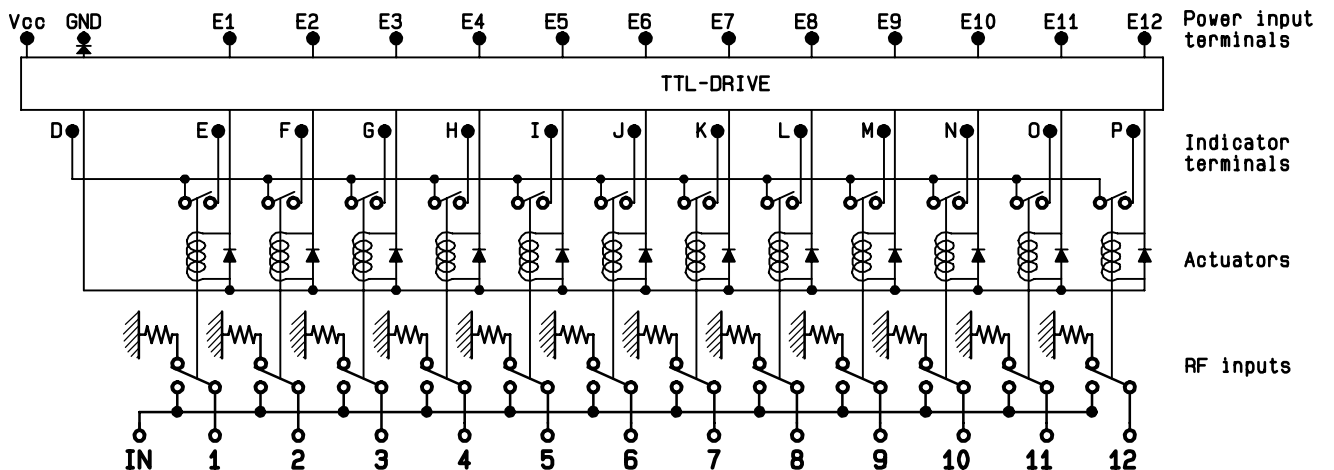 Vcc GND E1 E2 E3 E4 E5 E6 E7 E8 E9 E10 E11 E12 Power input
terminals
TTL-DRIVE
D E F G H I J K L M N O P Indicator
terminals
Actuators
RF inputs
IN 1 2 3 4 5 6 7 8 9 10 11 12